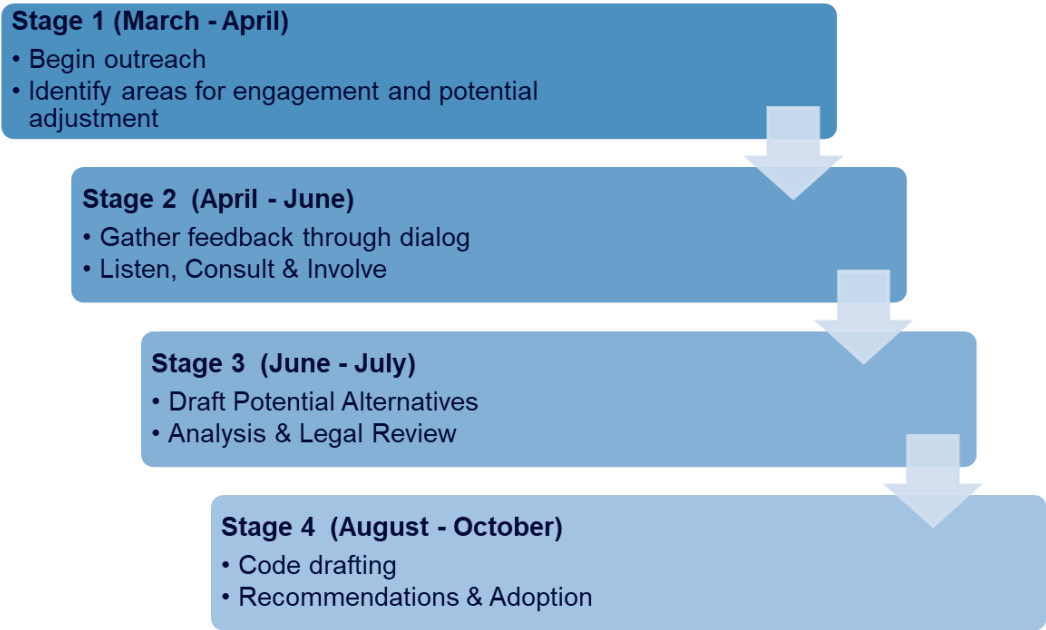 Stage 1 (March - April)
• Begin outreach
• Identify areas for engagement and potential
adjustment
Stage 2  (April - June)
• Gather feedback through dialog
• Listen, Consult & Involve
Stage 3  (June - July)
• Draft Potential Alternatives
• Analysis & Legal Review
Stage 4  (August - October)
• Code drafting
• Recommendations & Adoption